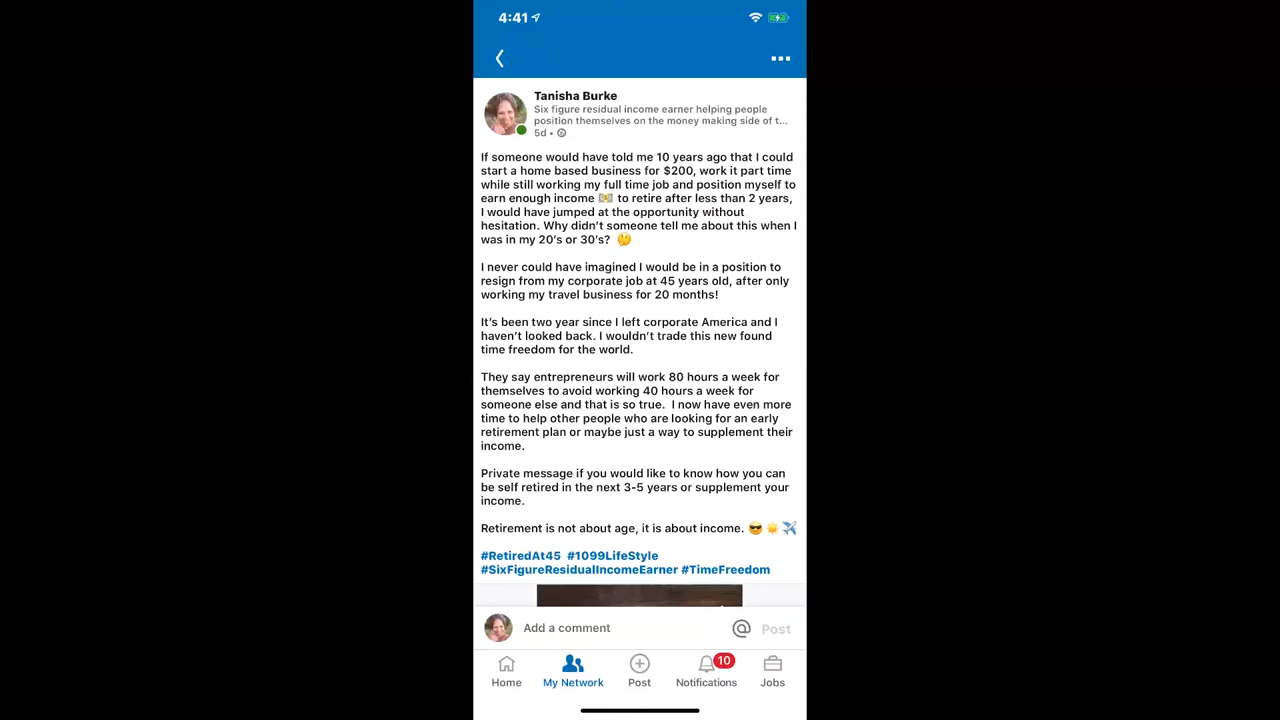 4:41
Tanisha Burke
Six figure residual income earner helping people
position themselves on the money making side of t...
5d •
If someone would have told me 10 years ago that I could
start a home based business for $200, work it part time
while still working my full time job and position myself to
earn enough income 💵 to retire after less than 2 years,
I would have jumped at the opportunity without
hesitation. Why didn't someone tell me about this when I
was in my 20's or 30's? 🤔
I never could have imagined I would be in a position to
resign from my corporate job at 45 years old, after only
working my travel business for 20 months!
It's been two year since I left corporate America and I
haven't looked back. I wouldn't trade this new found
time freedom for the world.
They say entrepreneurs will work 80 hours a week for
themselves to avoid working 40 hours a week for
someone else and that is so true. I now have even more
time to help other people who are looking for an early
retirement plan or maybe just a way to supplement their
income.
Private message if you would like to know how you can
be self retired in the next 3-5 years or supplement your
income.
Retirement is not about age, it is about income. 😎 ☀️ ✈️
#RetiredAt45 #1099LifeStyle
#SixFigureResidualIncomeEarner #TimeFreedom
Add a comment @ Post
10
Home My Network Post Notifications Jobs